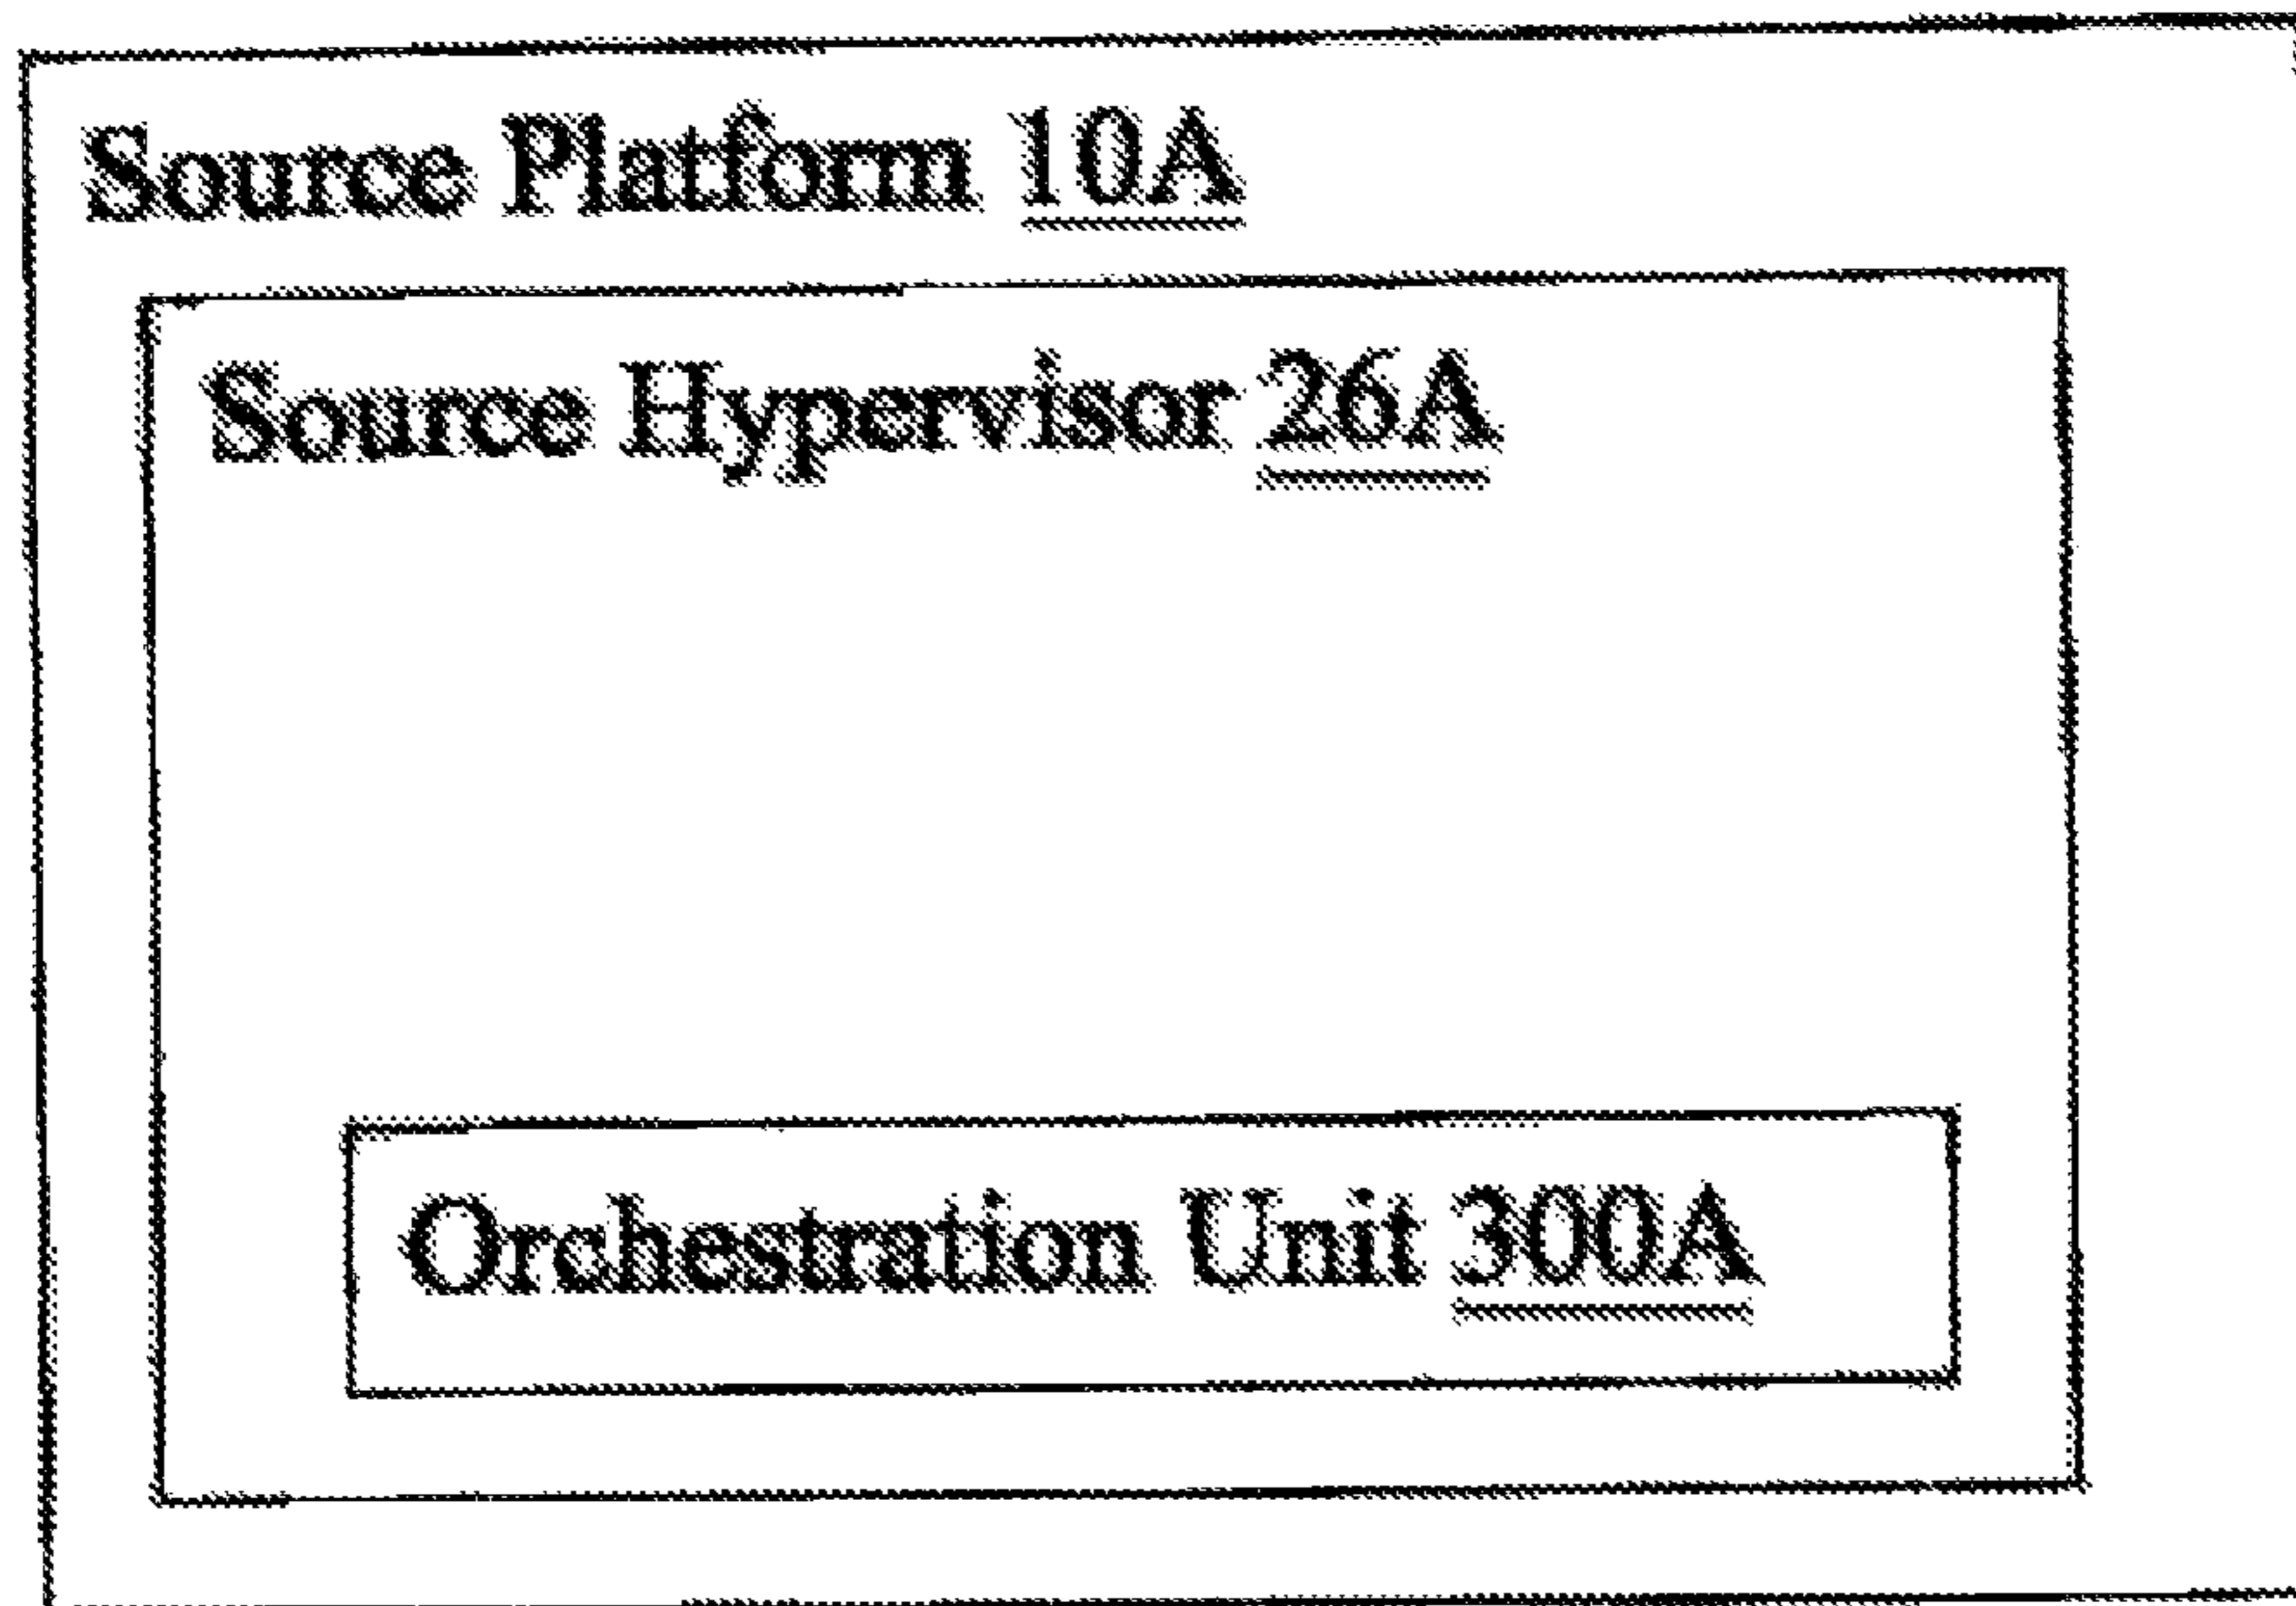 Source Platform 10A
Source Hypervisor 26A
Orchestration Unit 300A